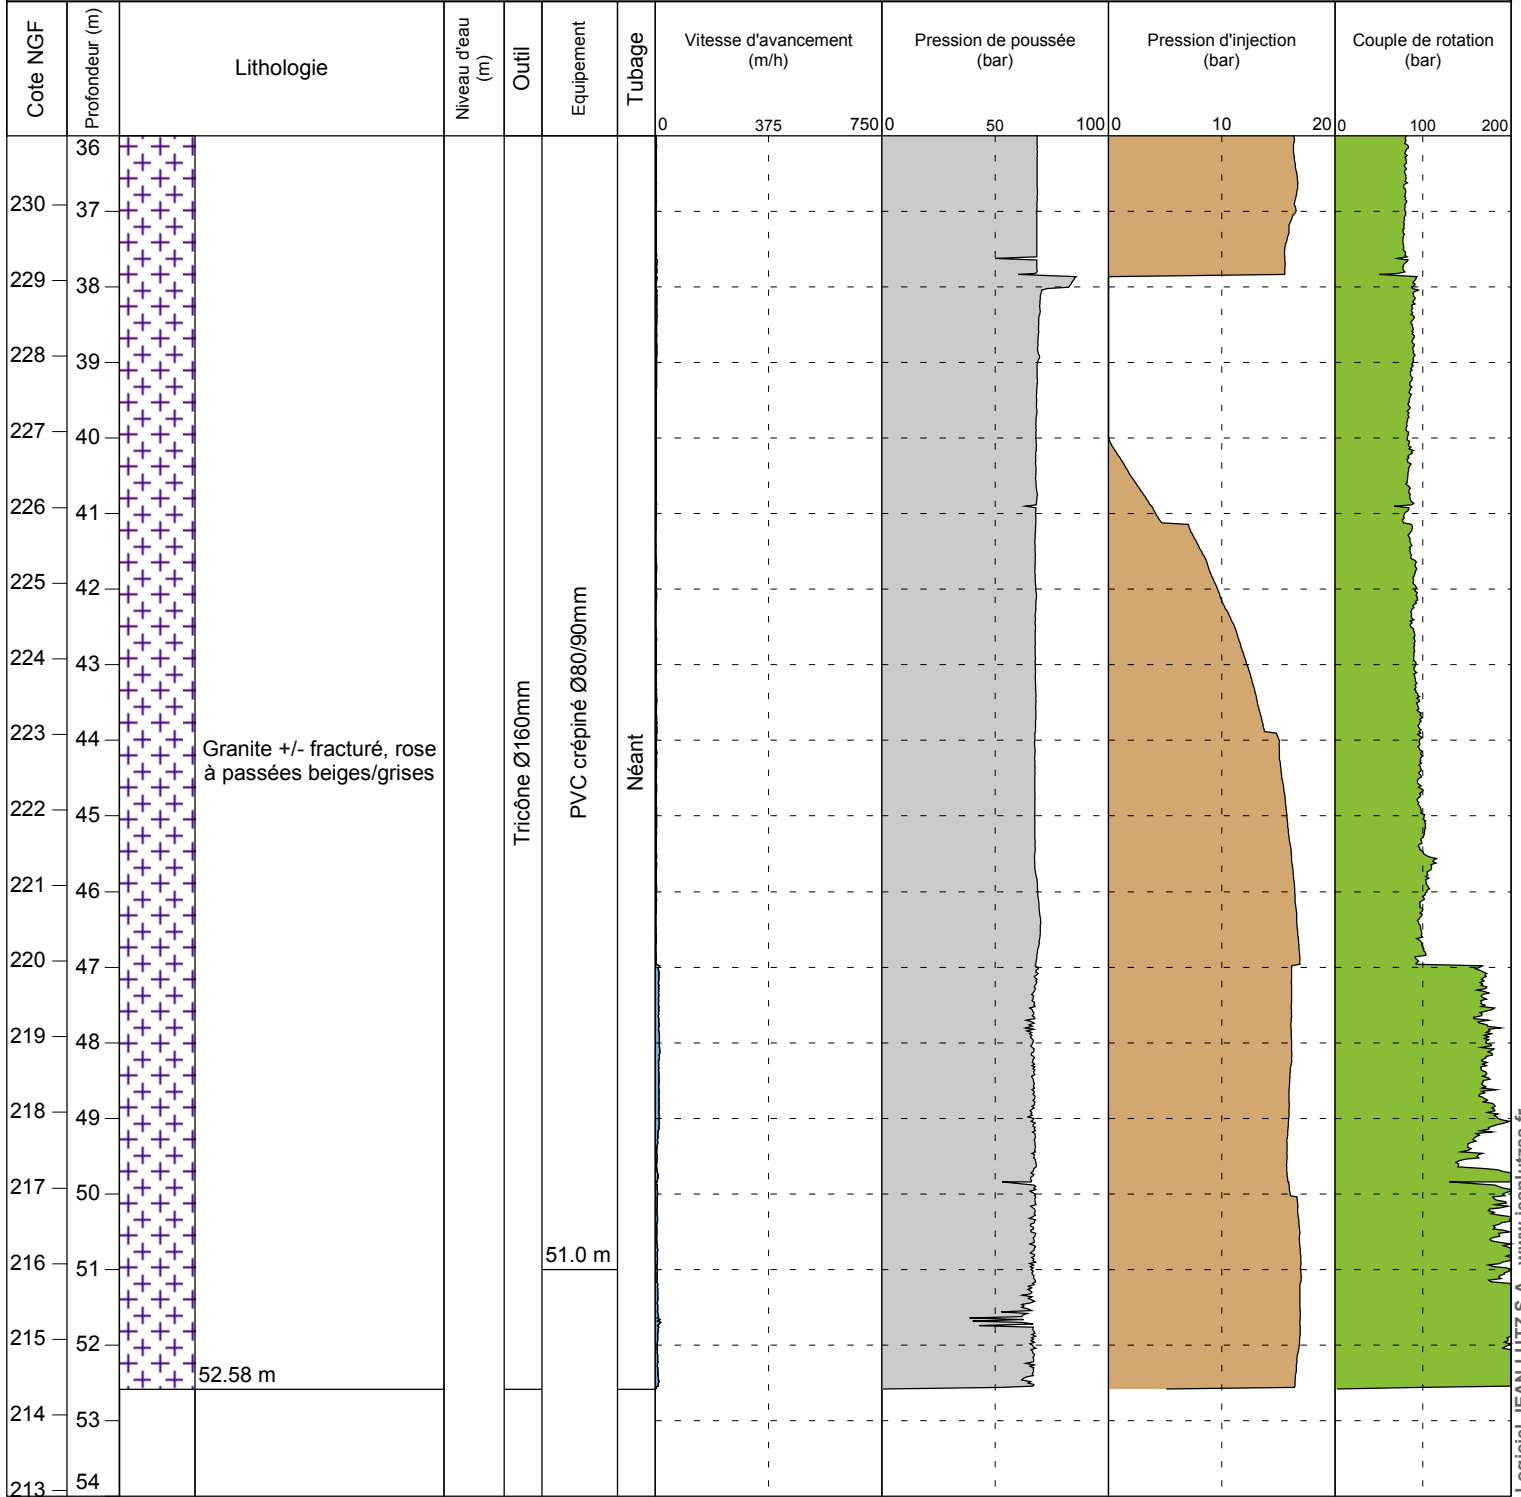 Cote NGF
Profondeur (m)
Lithologie
Niveau d'eau
(m)
Outil
Equipement
Tubage
Vitesse d'avancement
(m/h)
Pression de poussée
(bar)
Pression d'injection
(bar)
Couple de rotation
(bar)
0 375 750
0 50 100
0 10 20
0 100 200
36
230
37
229
38
228
39
227
40
226
41
225
42
224
43
223
44
222
45
221
46
220
47
219
48
218
49
217
50
216
51
215
52
214
53
213
54
Granite +/- fracturé, rose
à passées beiges/grises
52.58 m
Tricône Ø160mm
PVC crépiné Ø80/90mm
51.0 m
Néant